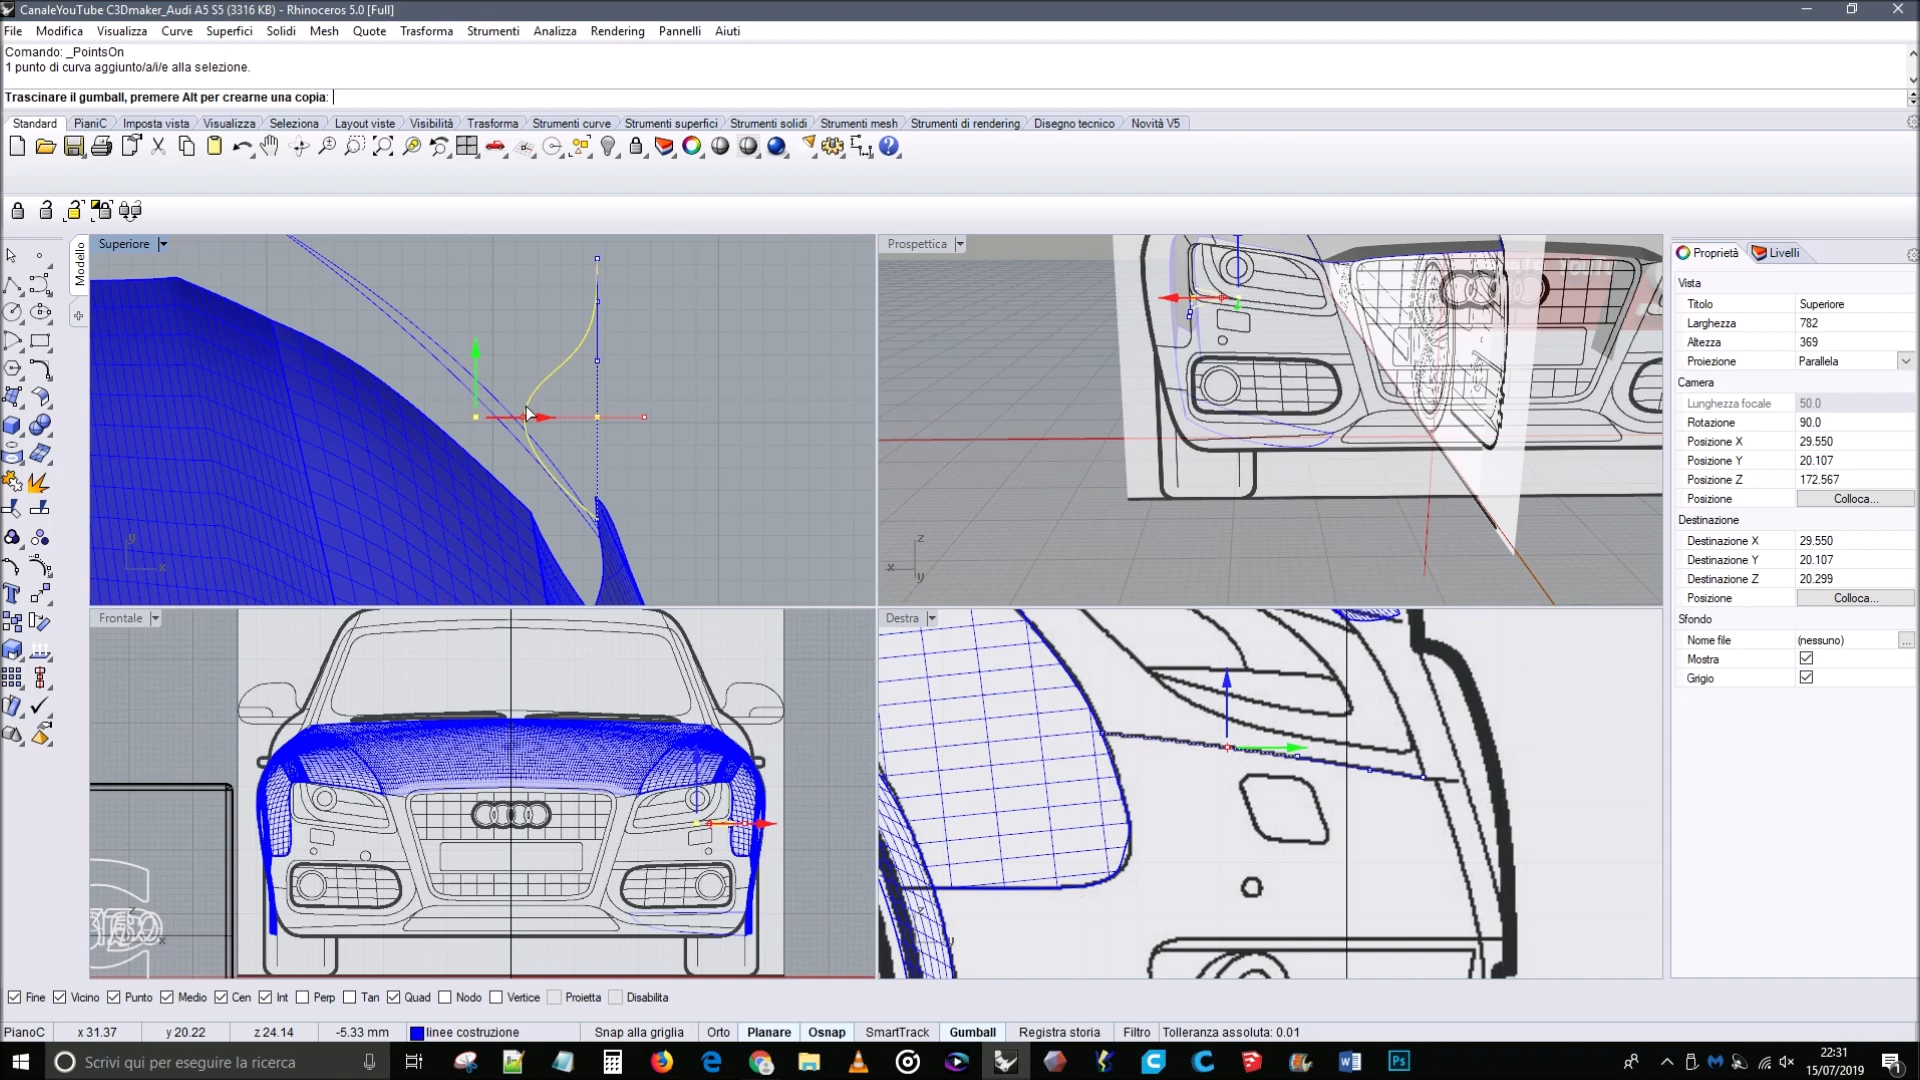 CanaleYouTube C3Dmaker_Audi A5 S5 (3316 KB) - Rhinoceros 5.0 [Full]
File Modifica Visualizza Curve Superfici Solidi Mesh Quote Trasforma Strumenti Analizza Rendering Pannelli Aiuti
Comando: _PointsOn
1 punto di curva aggiunto/a/i/e alla selezione.
Trascinare il gumball, premere Alt per crearne una copia:
Standard PianiC Imposta vista Visualizza Seleziona Layout viste Visibilità Trasforma Strumenti curve Strumenti superfici Strumenti solidi Strumenti mesh Strumenti di rendering Disegno tecnico Novità V5
Modello
Superiore
Prospettica
Frontale
Destra
y
x
z
x
y
Proprietà Livelli
Vista
Titolo Superiore
Larghezza 782
Altezza 369
Proiezione Parallela
Camera
Lunghezza focale 50.0
Rotazione 90.0
Posizione X 29.550
Posizione Y 20.107
Posizione Z 172.567
Posizione Colloca...
Destinazione
Destinazione X 29.550
Destinazione Y 20.107
Destinazione Z 20.299
Posizione Colloca...
Sfondo
Nome file (nessuno) ...
Mostra
Grigio
Fine Vicino Punto Medio Cen Int Perp Tan Quad Nodo Vertice Proietta Disabilita
PianoC x 31.37 y 20.22 z 24.14 -5.33 mm linee costruzione Snap alla griglia Orto Planare Osnap SmartTrack Gumball Registra storia Filtro Tolleranza assoluta: 0.01
Scrivi qui per eseguire la ricerca
22:31
15/07/2019
1